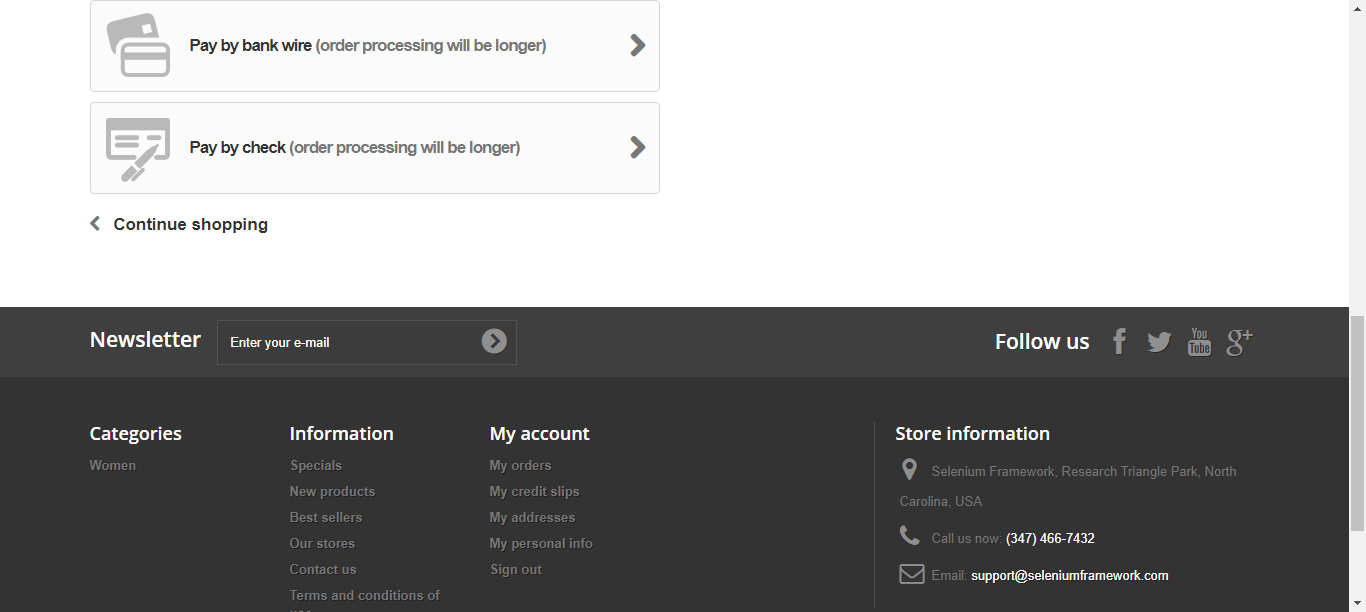 Pay by bank wire (order processing will be longer)
Pay by check (order processing will be longer)
Continue shopping
Newsletter
Enter your e-mail
Follow us
You
Tube
g+
Categories
Women
Information
Specials
New products
Best sellers
Our stores
Contact us
Terms and conditions of
My account
My orders
My credit slips
My addresses
My personal info
Sign out
Store information
Selenium Framework, Research Triangle Park, North
Carolina, USA
Call us now: (347) 466-7432
Email: support@seleniumframework.com